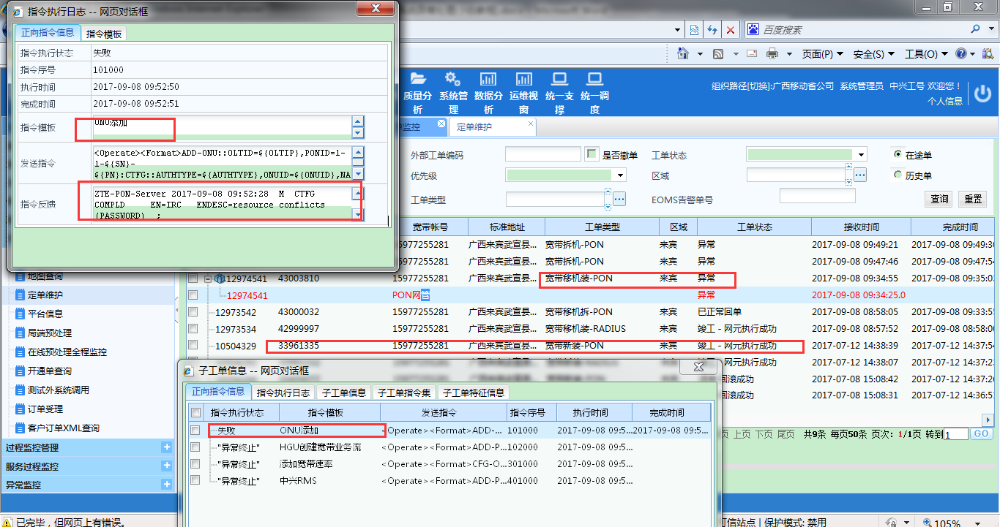 指令执行日志 -- 网页对话框
正向指令信息 指令模板
指令执行状态 失败
指令序号 101000
执行时间 2017-09-08 09:52:50
完成时间 2017-09-08 09:52:51
指令模板 ONU添加
发送指令 <Operate><Format>ADD-ONU::OLTID=${OLTIP},PONID=1-
1-${SN}-
${PN}:CTFG::AUTHTYPE=${AUTHTYPE},ONUID=${ONUID},NA
指令反馈 ZTE-PON-Server 2017-09-08 09:52:28 M CTFG
COMPLD EN=IRC ENDESC=resource conflicts
(PASSWORD) ;
百度搜索
页面(P) 安全(S) 工具(O)
质量分析 系统管理 数据分析 运维视窗 统一支撑 统一调度
组织路径[切换]:广西移动省公司 系统管理员 中兴工号 欢迎您！
个人信息
单监控 定单维护
外部工单编码 是否撤单 工单状态 在途单
优先级 区域 历史单
工单类型 EOMS告警单号 查询 重置
宽带帐号 标准地址 工单类型 区域 工单状态 接收时间 完成时间
15977255281 广西来宾武宣县... 宽带拆机-PON 来宾 异常 2017-09-08 09:49:21 2017-09-08 09:49:30
15977255281 广西来宾武宣县... 宽带拆机-PON 来宾 异常 2017-09-08 09:47:46 2017-09-08 09:47:54
12974541 43003810 15977255281 广西来宾武宣县... 宽带移机装-PON 来宾 异常 2017-09-08 09:34:55 2017-09-08 09:35:03
12974541 PON网管 异常 2017-09-08 09:34:25.0
12973542 43000032 15977255281 广西来宾武宣县... 宽带移机拆-PON 来宾 已正常回单 2017-09-08 08:58:05 2017-09-08 09:33:55
12973534 42999997 15977255281 广西来宾武宣县... 宽带移机装-RADIUS 来宾 竣工 - 网元执行成功 2017-09-08 08:57:52 2017-09-08 08:58:00
10504329 33961335 15977255281 广西来宾武宣县... 宽带新装-PON 来宾 竣工 - 网元执行成功 2017-07-12 14:38:39 2017-07-12 14:37:54
网元执行成功 2017-07-12 14:38:07 2017-07-12 14:37:2
回滚成功 2017-07-08 15:08:42 2017-07-12 14:37:26
回滚成功 2017-07-08 15:08:31 2017-07-12 14:36:5
页 上页 下页 尾页 共9条 每页50条 页次: 1/1页 转到 1 GO
地图查询
定单维护
平台信息
局端预处理
在线预处理全程监控
开通单查询
测试外系统调用
订单受理
客户订单XML查询
过程监控管理
服务过程监控
异常监控
子工单信息 -- 网页对话框
正向指令信息 指令执行日志 子工单信息 子工单指令集 子工单特征信息
指令执行状态 指令模板 发送指令 指令序号 执行时间 完成时间
失败 ONU添加 <Operate><Format>ADD-... 101000 2017-09-08 09:5... 2017-09-08 09:5...
"异常终止" HGU创建宽带业务流 <Operate><Format>ADD-P... 102000 2017-09-08 09:5...
"异常终止" 添加宽带速率 <Operate><Format>CFG-O... 301000 2017-09-08 09:5...
"异常终止" 中兴RMS <Operate><Format>ADD-P... 401000 2017-09-08 09:5...
已完毕，但网页上有错误。 可信站点 | 保护模式: 禁用 105%